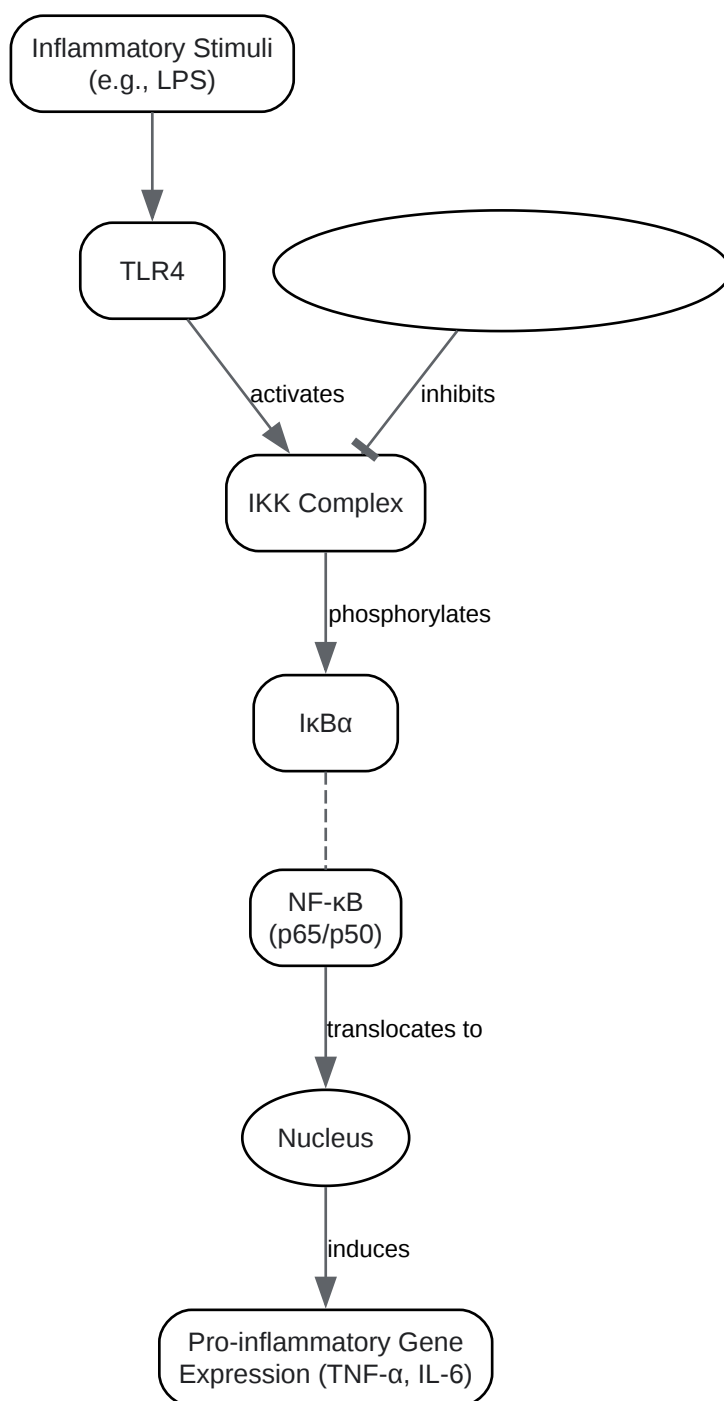 Inflammatory Stimuli
(e.g., LPS)
TLR4
activates
inhibits
IKK Complex
phosphorylates
IκBα
NF-κB
(p65/p50)
translocates to
Nucleus
induces
Pro-inflammatory Gene
Expression (TNF-α, IL-6)